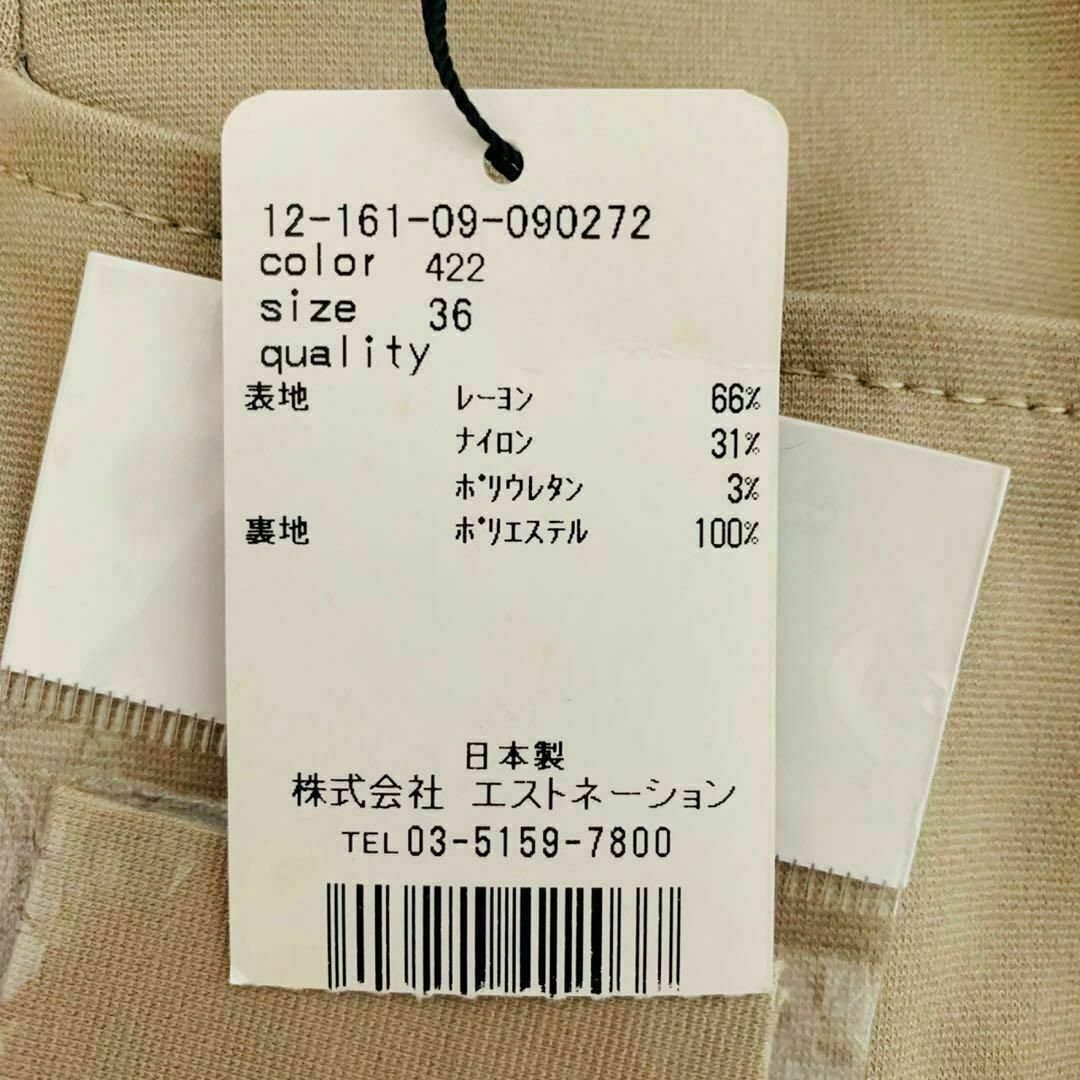 12-161-09-090272
color 422
size 36
quality
表地 レーヨン 66%
ナイロン 31%
ポリウレタン 3%
裏地 ポリエステル 100%
日本製
株式会社 エストネーション
TEL 03-5159-7800